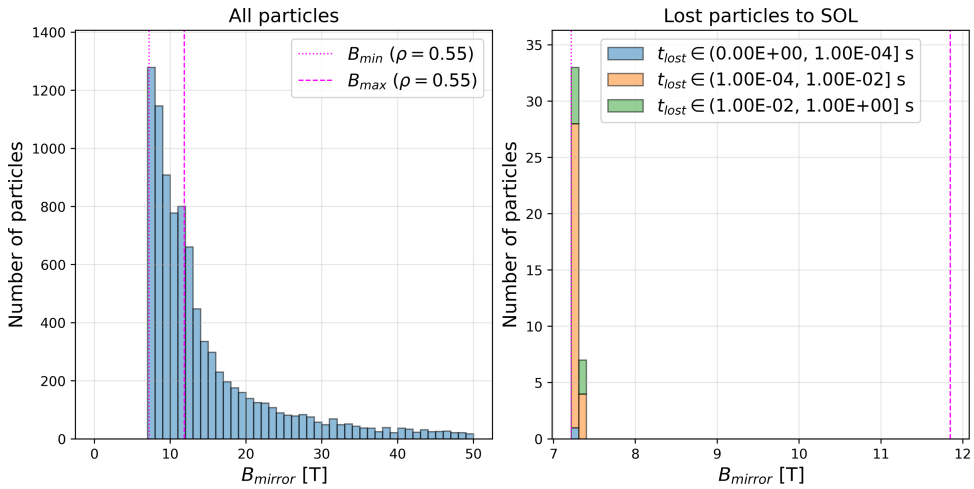 All particles
Number of particles
1400
1200
1000
800
600
400
200
0
B_min (ρ = 0.55)
B_max (ρ = 0.55)
0 10 20 30 40 50
B_mirror [T]
Lost particles to SOL
Number of particles
35
30
25
20
15
10
5
0
t_lost ∈ (0.00E+00, 1.00E-04] s
t_lost ∈ (1.00E-04, 1.00E-02] s
t_lost ∈ (1.00E-02, 1.00E+00] s
7 8 9 10 11 12
B_mirror [T]